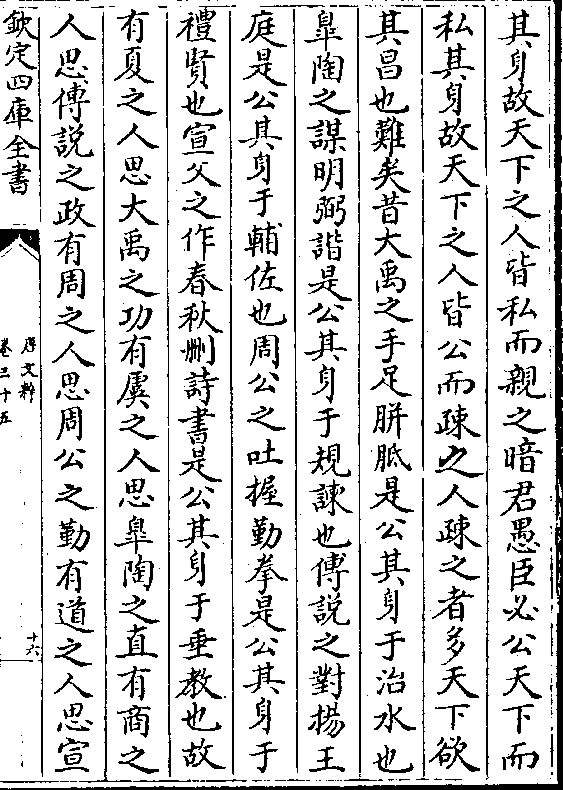 其身故天下之人皆私而親之暗君愚臣必公天下而
私其身故天下之人皆公而疎之人疎之者多天下欲
其昌也難矣昔大禹之手足胼胝是公其身于治水也
臯陶之謀明弼諧是公其身于規諫也傅說之對揚王
庭是公其身于輔佐也周公之吐握勤拳是公其身于
禮賢也宣父之作春秋刪詩書是公其身于垂教也故
有夏之人思大禹之功有虞之人思臯陶之直有商之
人思傅說之政有周之人思周公之勤有道之人思宣
欽定四庫全書
唐文粹
卷三十五
十六